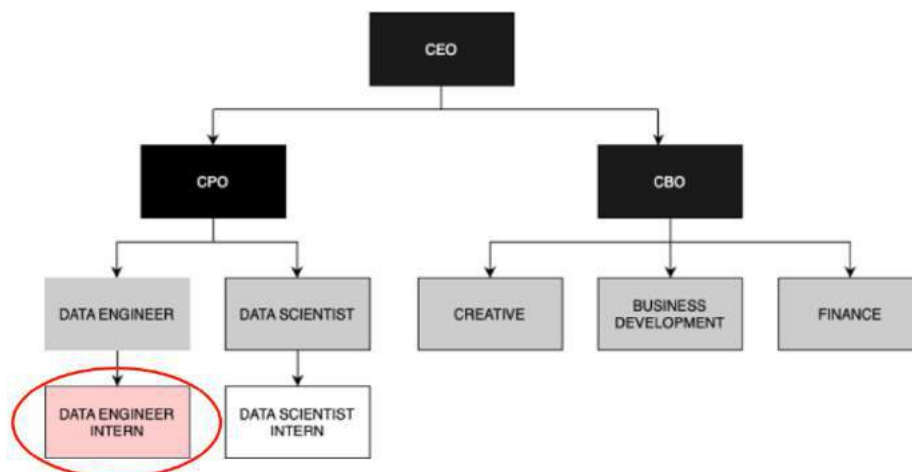 CEO
CPO
CBO
DATA ENGINEER
DATA SCIENTIST
CREATIVE
BUSINESS
DEVELOPMENT
FINANCE
DATA ENGINEER
INTERN
DATA SCIENTIST
INTERN